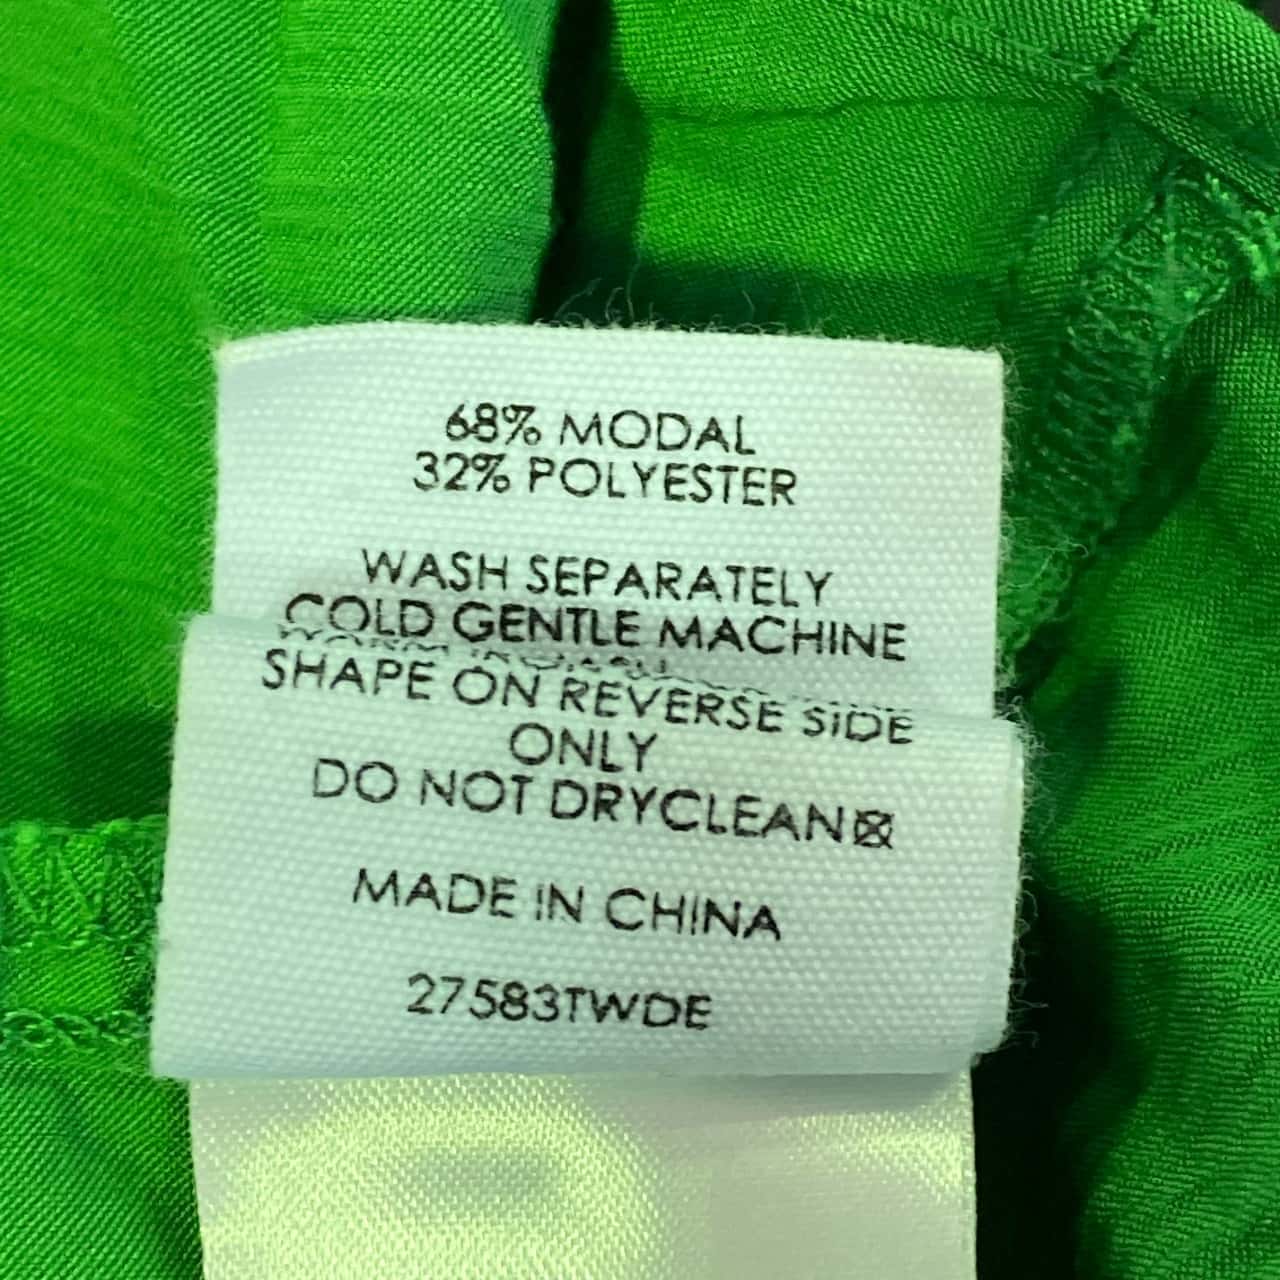 68% MODAL
32% POLYESTER
WASH SEPARATELY
COLD GENTLE MACHINE
SHAPE ON REVERSE SIDE
ONLY
DO NOT DRYCLEAN
MADE IN CHINA
27583TWDE